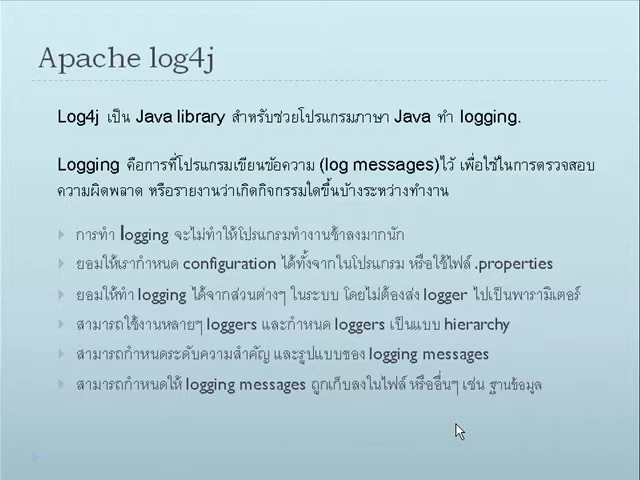 Apache log4j
Log4j เป็น Java library สำหรับช่วยโปรแกรมภาษา Java ทำ logging.
Logging คือการที่โปรแกรมเขียนข้อความ (log messages)ไว้ เพื่อใช้ในการตรวจสอบ
ความผิดพลาด หรือรายงานว่าเกิดกิจกรรมใดขึ้นบ้างระหว่างทำงาน
การทำ logging จะไม่ทำให้โปรแกรมทำงานช้าลงมากนัก
ยอมให้เรากำหนด configuration ได้ทั้งจากในโปรแกรม หรือใช้ไฟล์ .properties
ยอมให้ทำ logging ได้จากส่วนต่างๆ ในระบบ โดยไม่ต้องส่ง logger ไปเป็นพารามิเตอร์
สามารถใช้งานหลายๆ loggers และกำหนด loggers เป็นแบบ hierarchy
สามารถกำหนดระดับความสำคัญ และรูปแบบของ logging messages
สามารถกำหนดให้ logging messages ถูกเก็บลงในไฟล์ หรืออื่นๆ เช่น ฐานข้อมูล